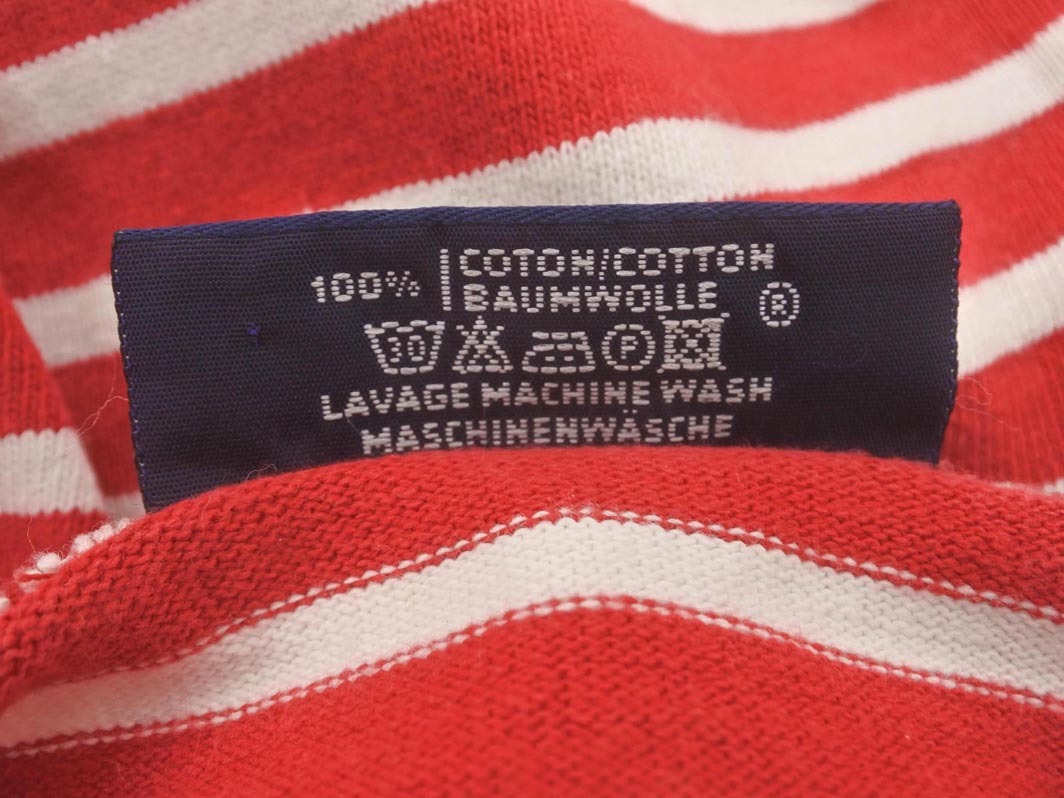 100% COTON/COTTON
BAUMWOLLE ®
30 P
LAVAGE MACHINE WASH
MASCHINENWÄSCHE